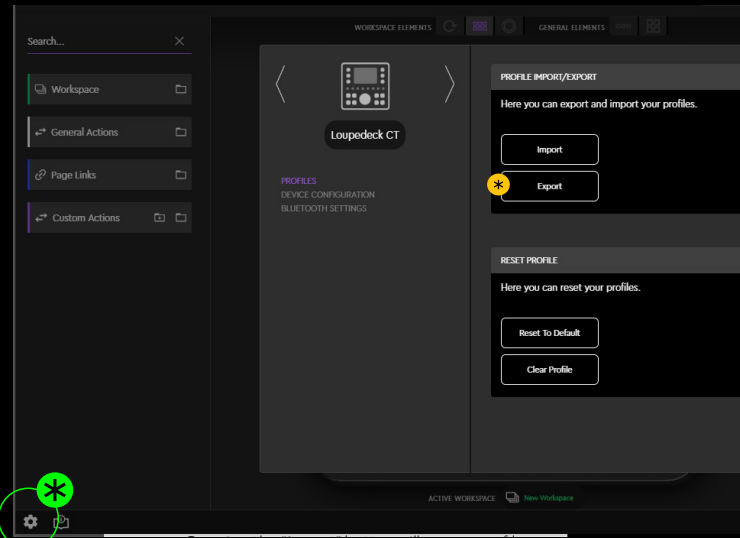 WORKSPACE ELEMENTS
GENERAL ELEMENTS
Search...
Workspace
General Actions
Page Links
Custom Actions
Loupedeck CT
PROFILES
DEVICE CONFIGURATION
BLUETOOTH SETTINGS
PROFILE IMPORT/EXPORT
Here you can export and import your profiles.
Import
Export
RESET PROFILE
Here you can reset your profiles.
Reset To Default
Clear Profile
ACTIVE WORKSPACE New Workspace